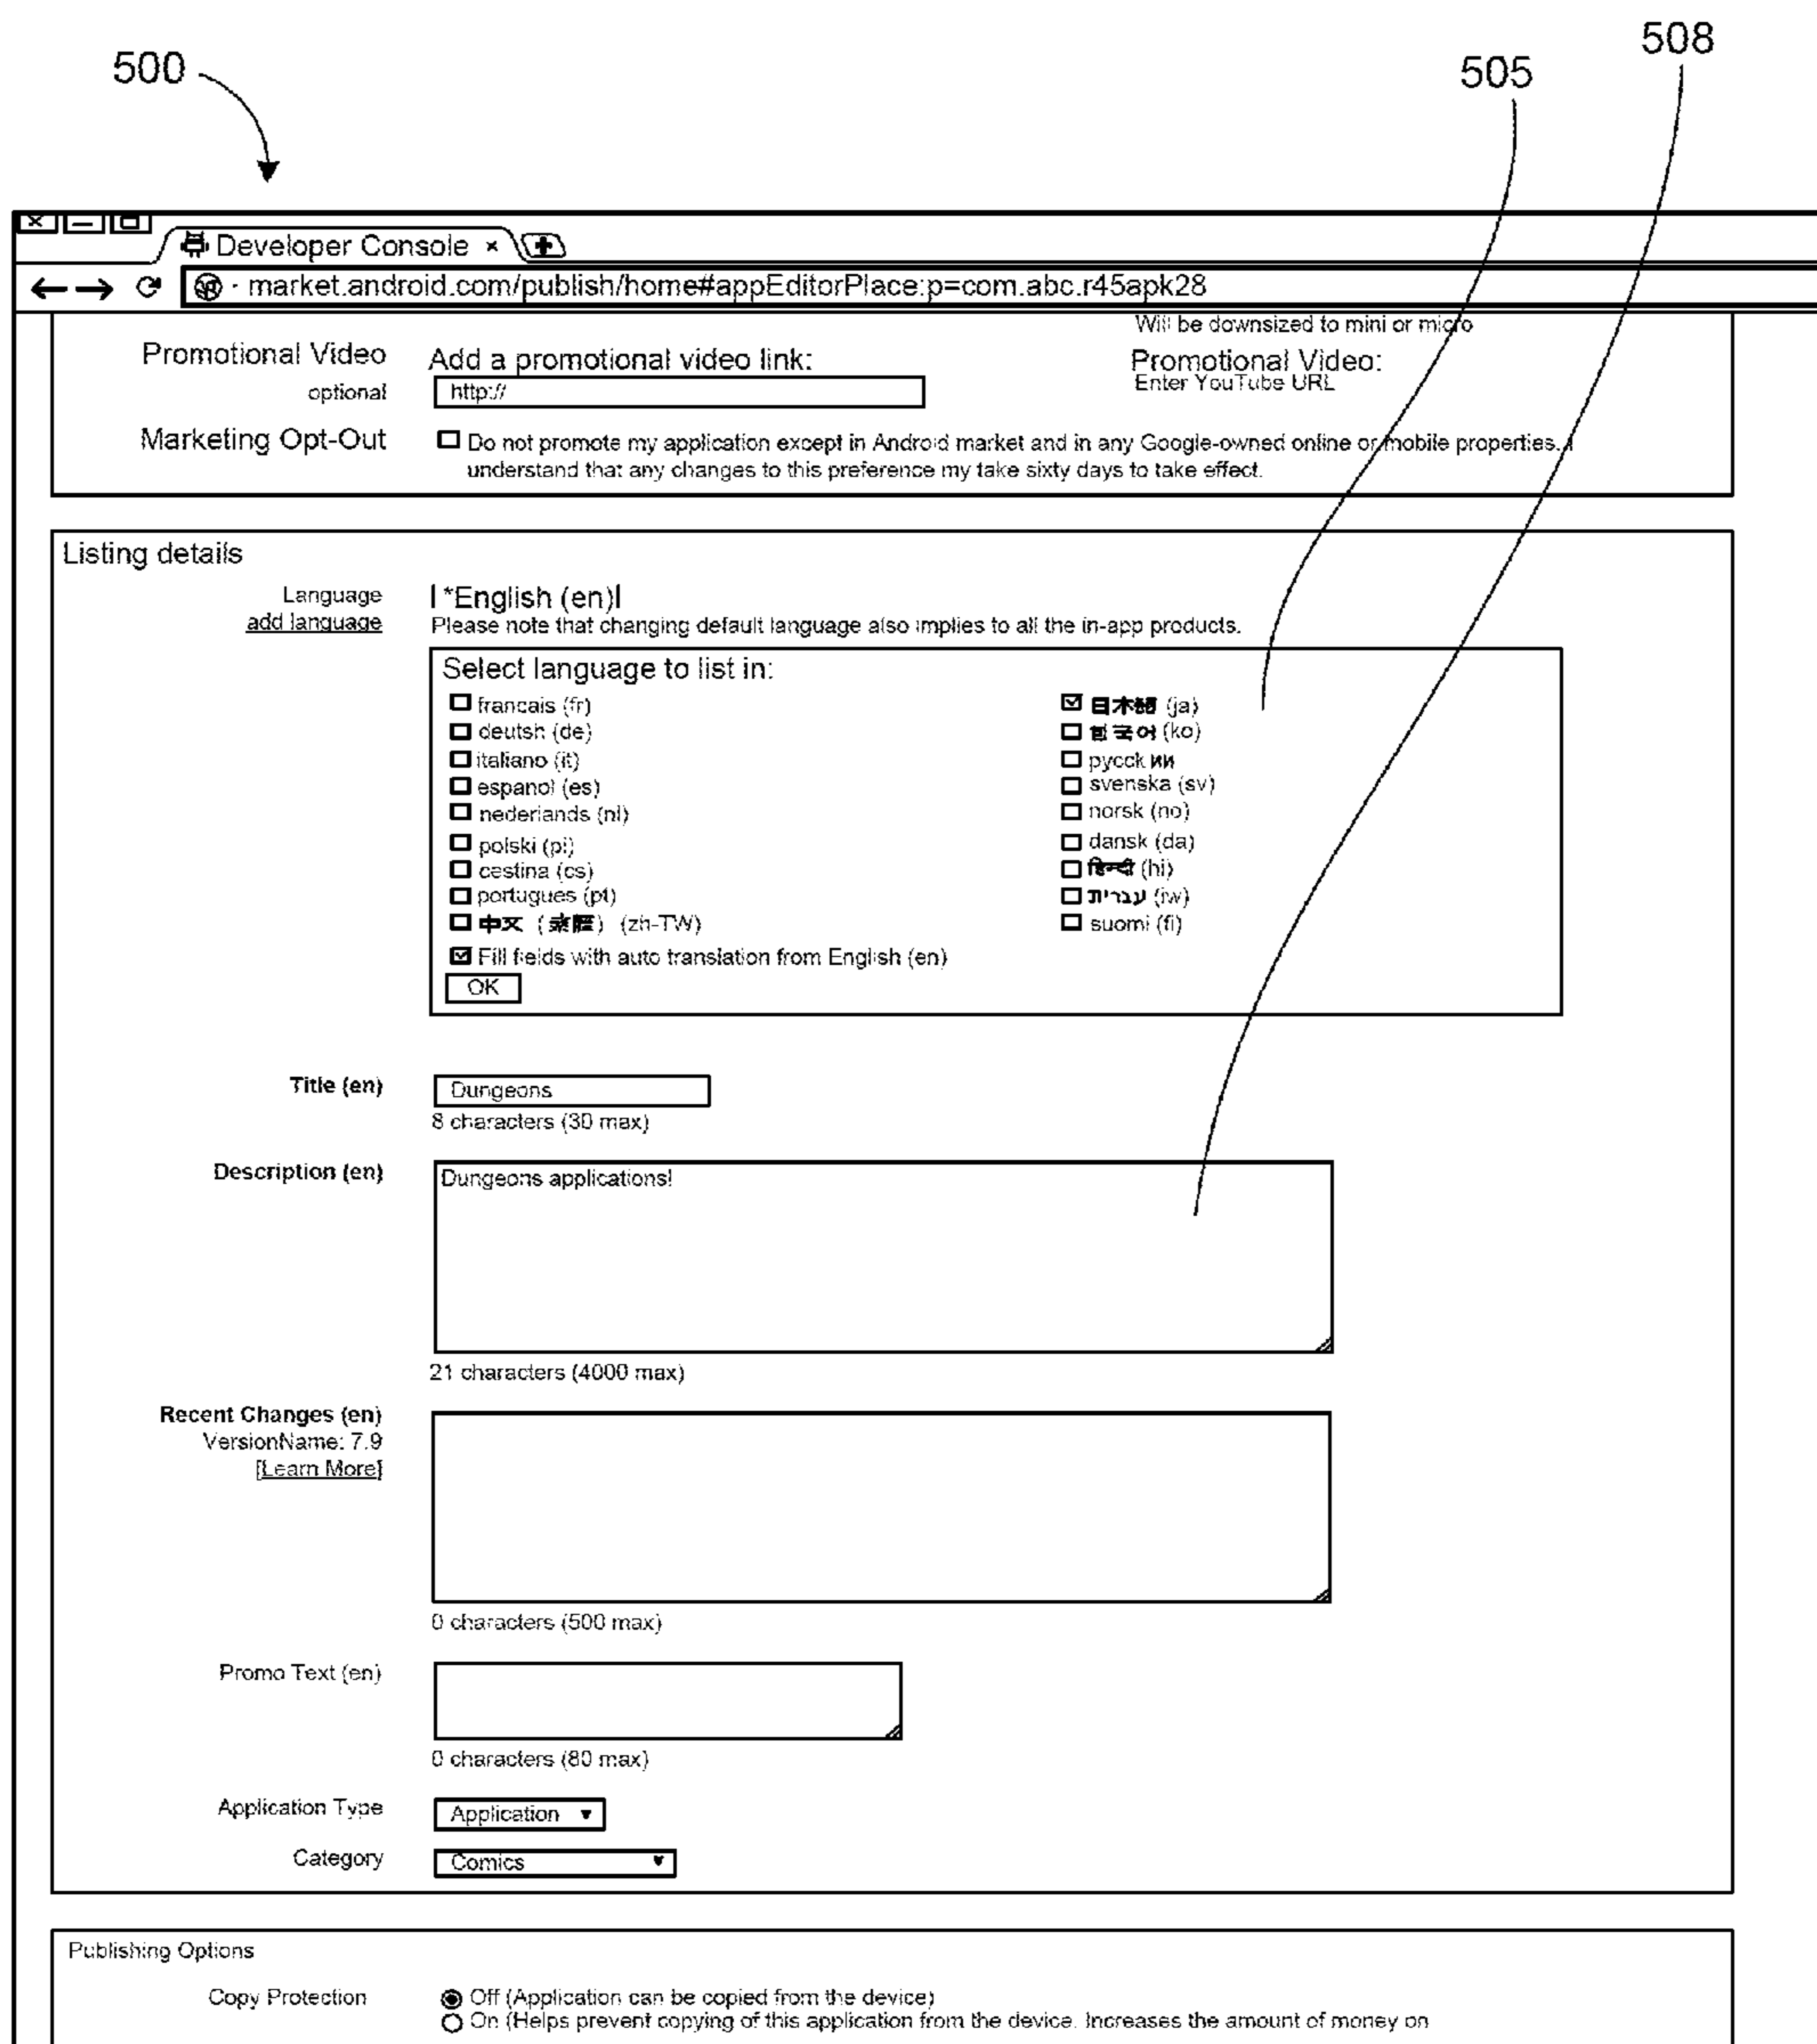 500
505
508
Developer Console ×
market.android.com/publish/home#appEditorPlace:p=com.abc.r45apk28
Will be downsized to mini or micro
Promotional Video
optional
Add a promotional video link:
http://
Promotional Video:
Enter YouTube URL
Marketing Opt-Out
Do not promote my application except in Android market and in any Google-owned online or mobile properties. I
understand that any changes to this preference my take sixty days to take effect.
Listing details
Language
add language
| *English (en)|
Please note that changing default language also implies to all the in-app products.
Select language to list in:
francais (fr)
deutsh (de)
italiano (it)
espanol (es)
nederlands (nl)
polski (pl)
cestina (cs)
portugues (pt)
中文 (繁體) (zh-TW)
日本語 (ja)
한국어 (ko)
русск ии
svenska (sv)
norsk (no)
dansk (da)
हिन्दी (hi)
עברית (iw)
suomi (fi)
Fill fields with auto translation from English (en)
OK
Title (en)
Dungeons
8 characters (30 max)
Description (en)
Dungeons applications!
21 characters (4000 max)
Recent Changes (en)
VersionName: 7.9
[Learn More]
0 characters (500 max)
Promo Text (en)
0 characters (80 max)
Application Type
Application
Category
Comics
Publishing Options
Copy Protection
Off (Application can be copied from the device)
On (Helps prevent copying of this application from the device. Increases the amount of money on